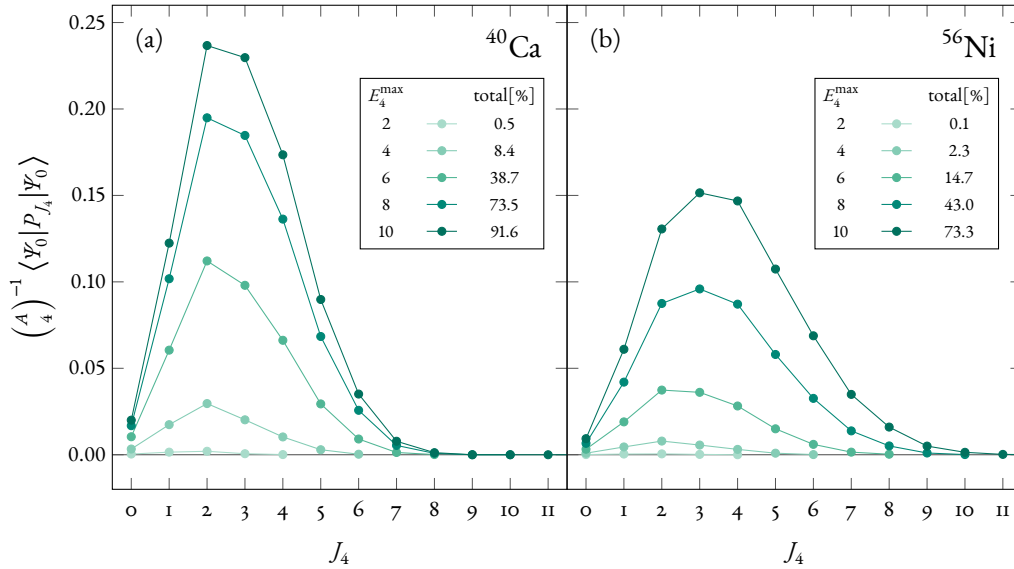 (a) ⁴⁰Ca
E₄ᵐᵃˣ total[%]
2 0.5
4 8.4
6 38.7
8 73.5
10 91.6
(b) ⁵⁶Ni
E₄ᵐᵃˣ total[%]
2 0.1
4 2.3
6 14.7
8 43.0
10 73.3
0.25
0.20
0.15
0.10
0.05
0.00
(A 4)⁻¹ ⟨Ψ₀|P_J₄|Ψ₀⟩
0 1 2 3 4 5 6 7 8 9 10 11
0 1 2 3 4 5 6 7 8 9 10 11
J₄
J₄